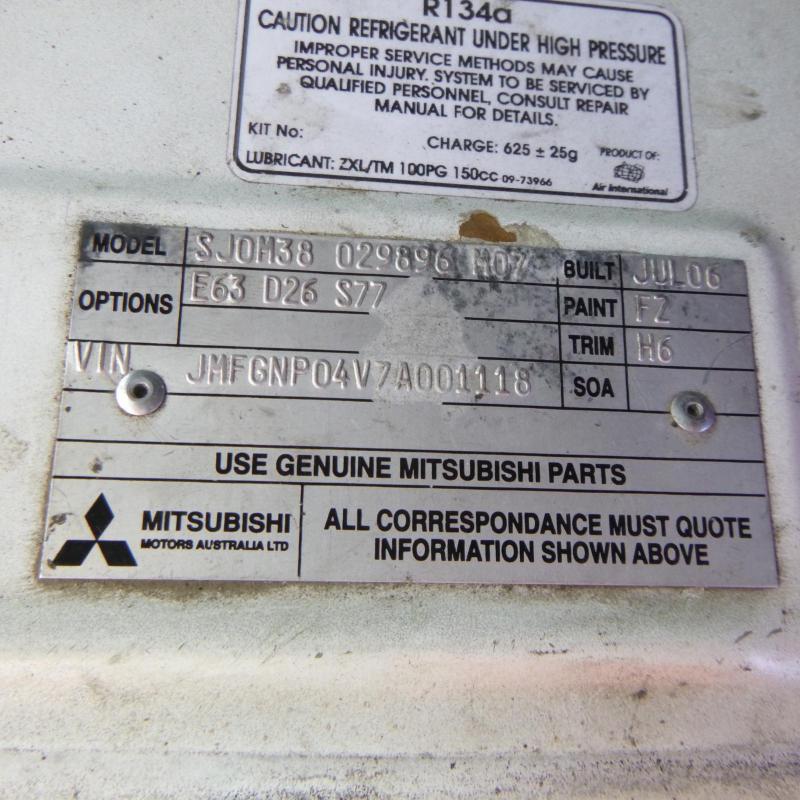 R134a
CAUTION REFRIGERANT UNDER HIGH PRESSURE
IMPROPER SERVICE METHODS MAY CAUSE
PERSONAL INJURY. SYSTEM TO BE SERVICED BY
QUALIFIED PERSONNEL, CONSULT REPAIR
MANUAL FOR DETAILS.
KIT No:
CHARGE: 625 ± 25g
PRODUCT OF:
LUBRICANT: ZXL/TM 100PG 150CC 09-73966
Air International
MODEL SJ0M38 029896 M07 BUILT JUL06
OPTIONS E63 D26 S77 PAINT FZ
TRIM H6
VIN JMFGNP04V7A001118 SOA
USE GENUINE MITSUBISHI PARTS
MITSUBISHI
MOTORS AUSTRALIA LTD
ALL CORRESPONDANCE MUST QUOTE
INFORMATION SHOWN ABOVE